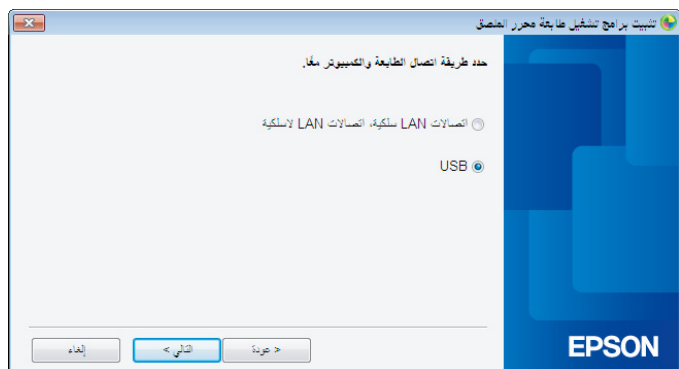 تثبيت برامج تشغيل طابعة محرر الملصق
حدد طريقة اتصال الطابعة والكمبيوتر معًا.
اتصالات LAN سلكية، اتصالات LAN لاسلكية
USB
< عودة
التالي >
إلغاء
EPSON